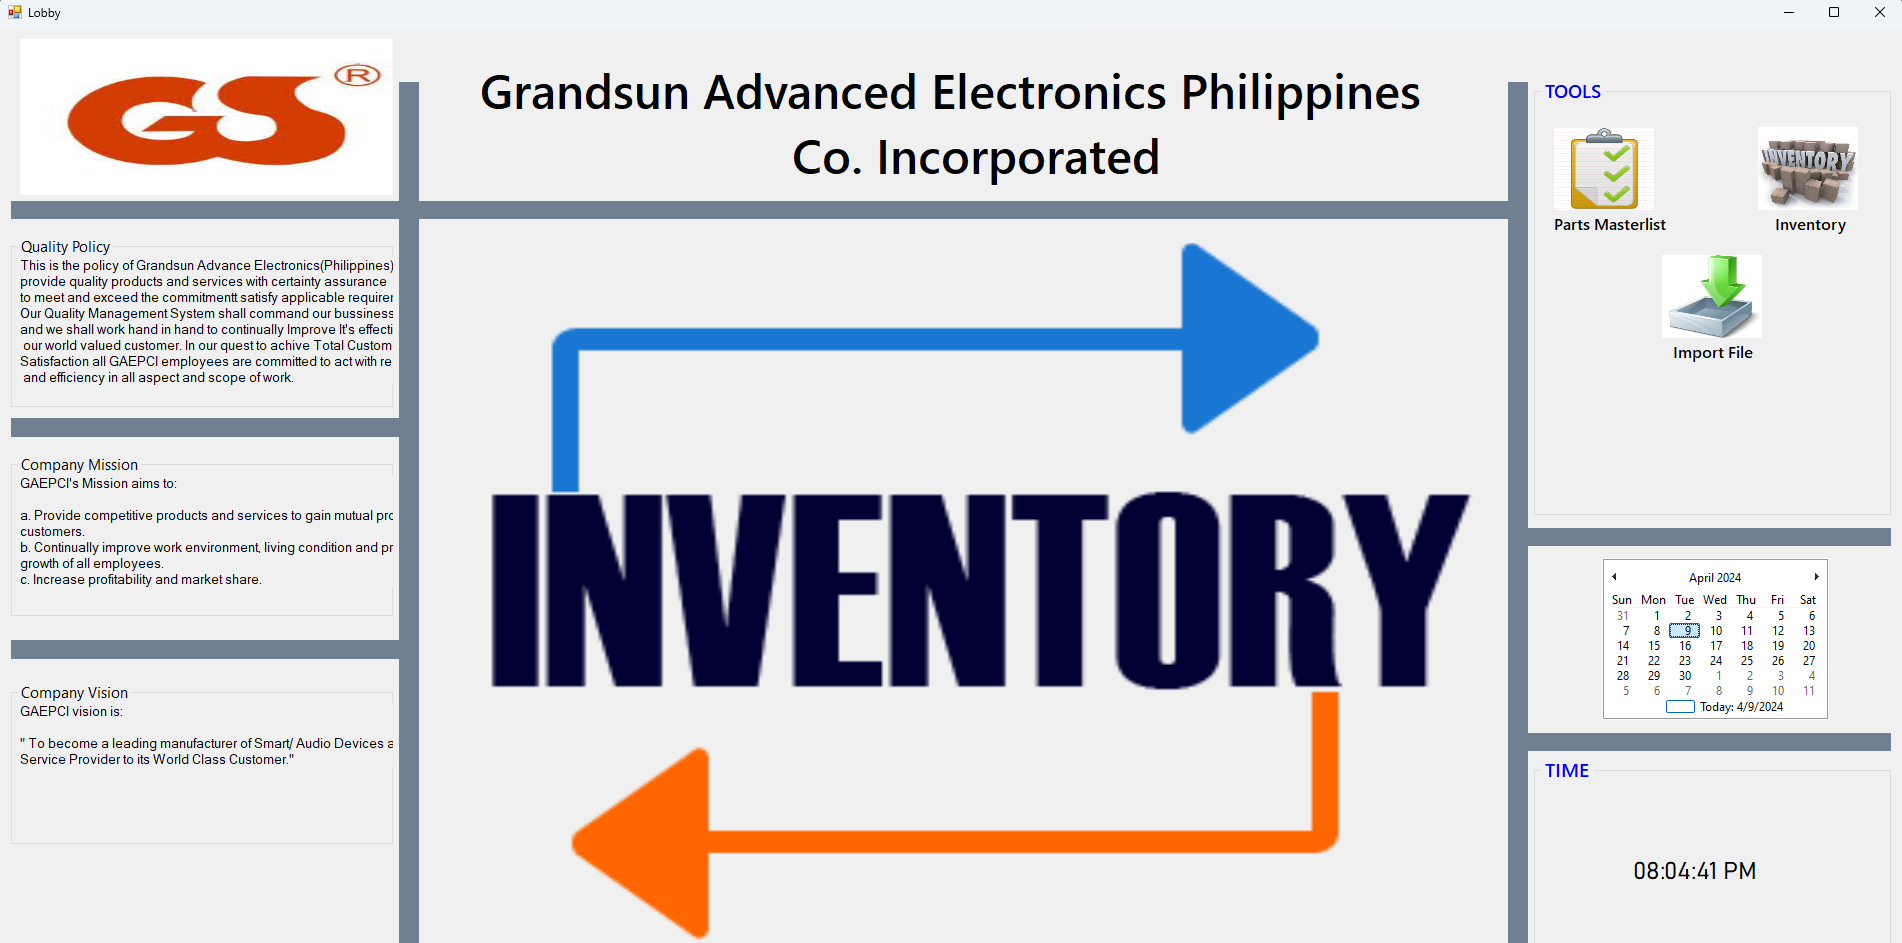 Lobby
GS ®
Grandsun Advanced Electronics Philippines
Co. Incorporated
Quality Policy
This is the policy of Grandsun Advance Electronics(Philippines)
provide quality products and services with certainty assurance
to meet and exceed the commitmentt satisfy applicable
Our Quality Management System shall command our bussiness
and we shall work hand in hand to continually Improve It's
our world valued customer. In our quest to achive Total
Satisfaction all GAEPCI employees are committed to act with
and efficiency in all aspect and scope of work.
Company Mission
GAEPCI's Mission aims to:
a. Provide competitive products and services to gain mutual
customers.
b. Continually improve work environment, living condition and
growth of all employees.
c. Increase profitability and market share.
Company Vision
GAEPCI vision is:
" To become a leading manufacturer of Smart/ Audio Devices
Service Provider to its World Class Customer."
INVENTORY
TOOLS
INVENTORY
Parts Masterlist
Inventory
Import File
April 2024
Sun Mon Tue Wed Thu Fri Sat
31 1 2 3 4 5 6
7 8 9 10 11 12 13
14 15 16 17 18 19 20
21 22 23 24 25 26 27
28 29 30 1 2 3 4
5 6 7 8 9 10 11
Today: 4/9/2024
TIME
08:04:41 PM